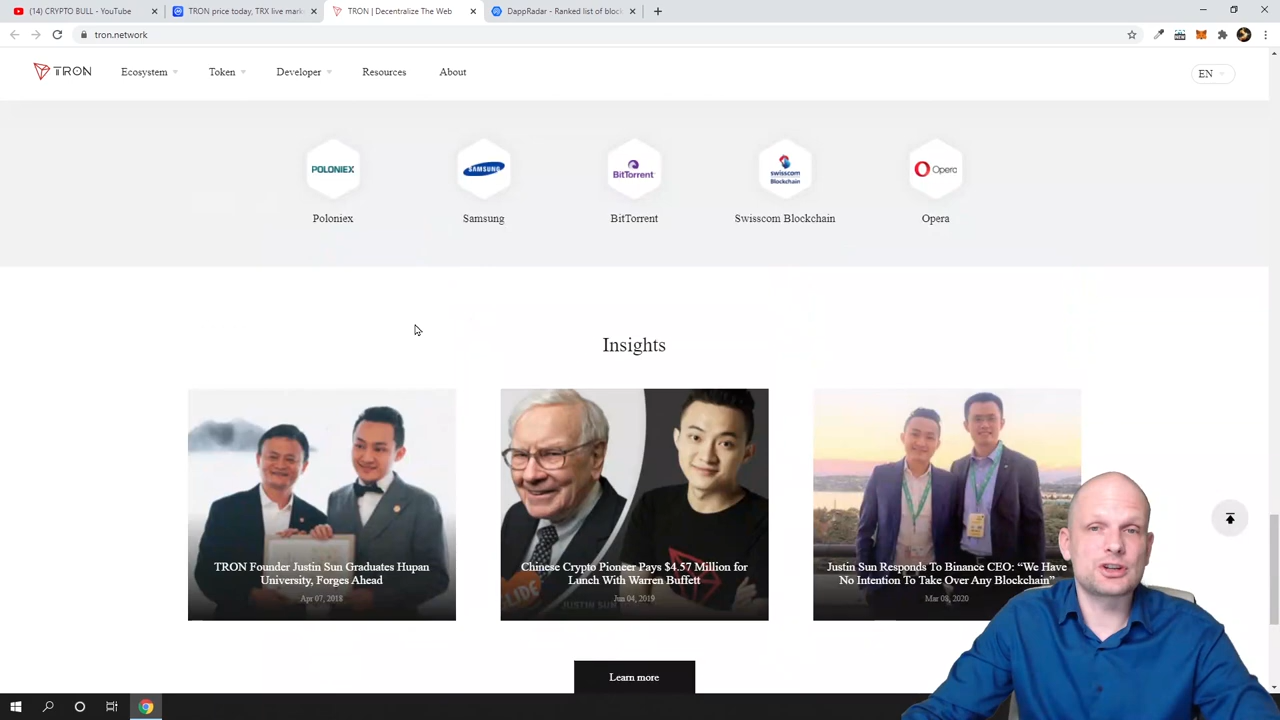 (14) CRYPTO BULL - YouTube
TRON price today, TRX live mark
TRON | Decentralize The Web
DappRadar - Ranked list of block
tron.network
TRON
Ecosystem
Token
Developer
Resources
About
EN
POLONIEX
SAMSUNG
BitTorrent
swisscom
Blockchain
Opera
Poloniex
Samsung
BitTorrent
Swisscom Blockchain
Opera
Insights
TRON Founder Justin Sun Graduates Hupan
University, Forges Ahead
Apr 07, 2018
Chinese Crypto Pioneer Pays $4.57 Million for
Lunch With Warren Buffett
JUSTIN SUN
Jun 04, 2019
Justin Sun Responds To Binance CEO: “We Have
No Intention To Take Over Any Blockchain”
Mar 08, 2020
Learn more